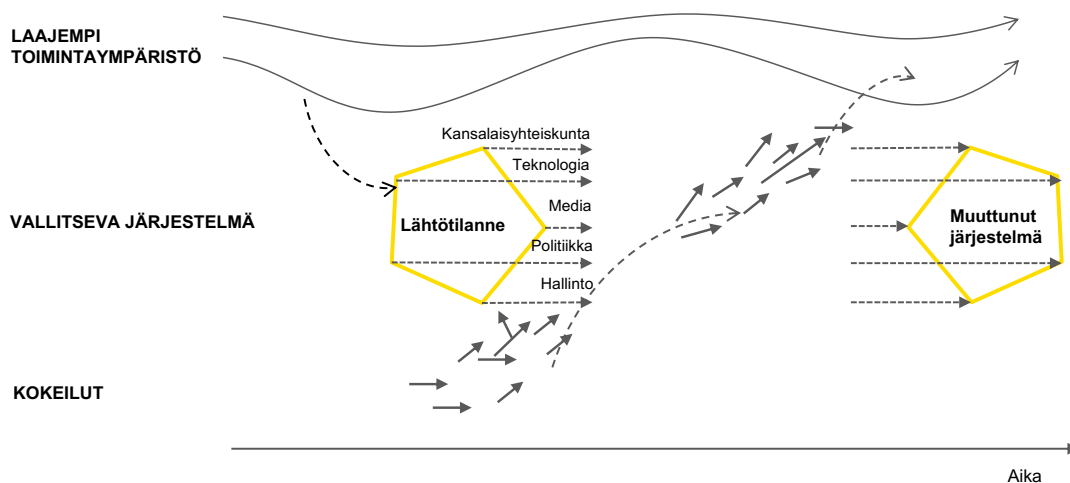 LAAJEMPI
TOIMINTAYMPÄRISTÖ
Kansalaisyhteiskunta
Teknologia
VALLITSEVA JÄRJESTELMÄ
Lähtötilanne
Media
Politiikka
Hallinto
Muuttunut
järjestelmä
KOKEILUT
Aika